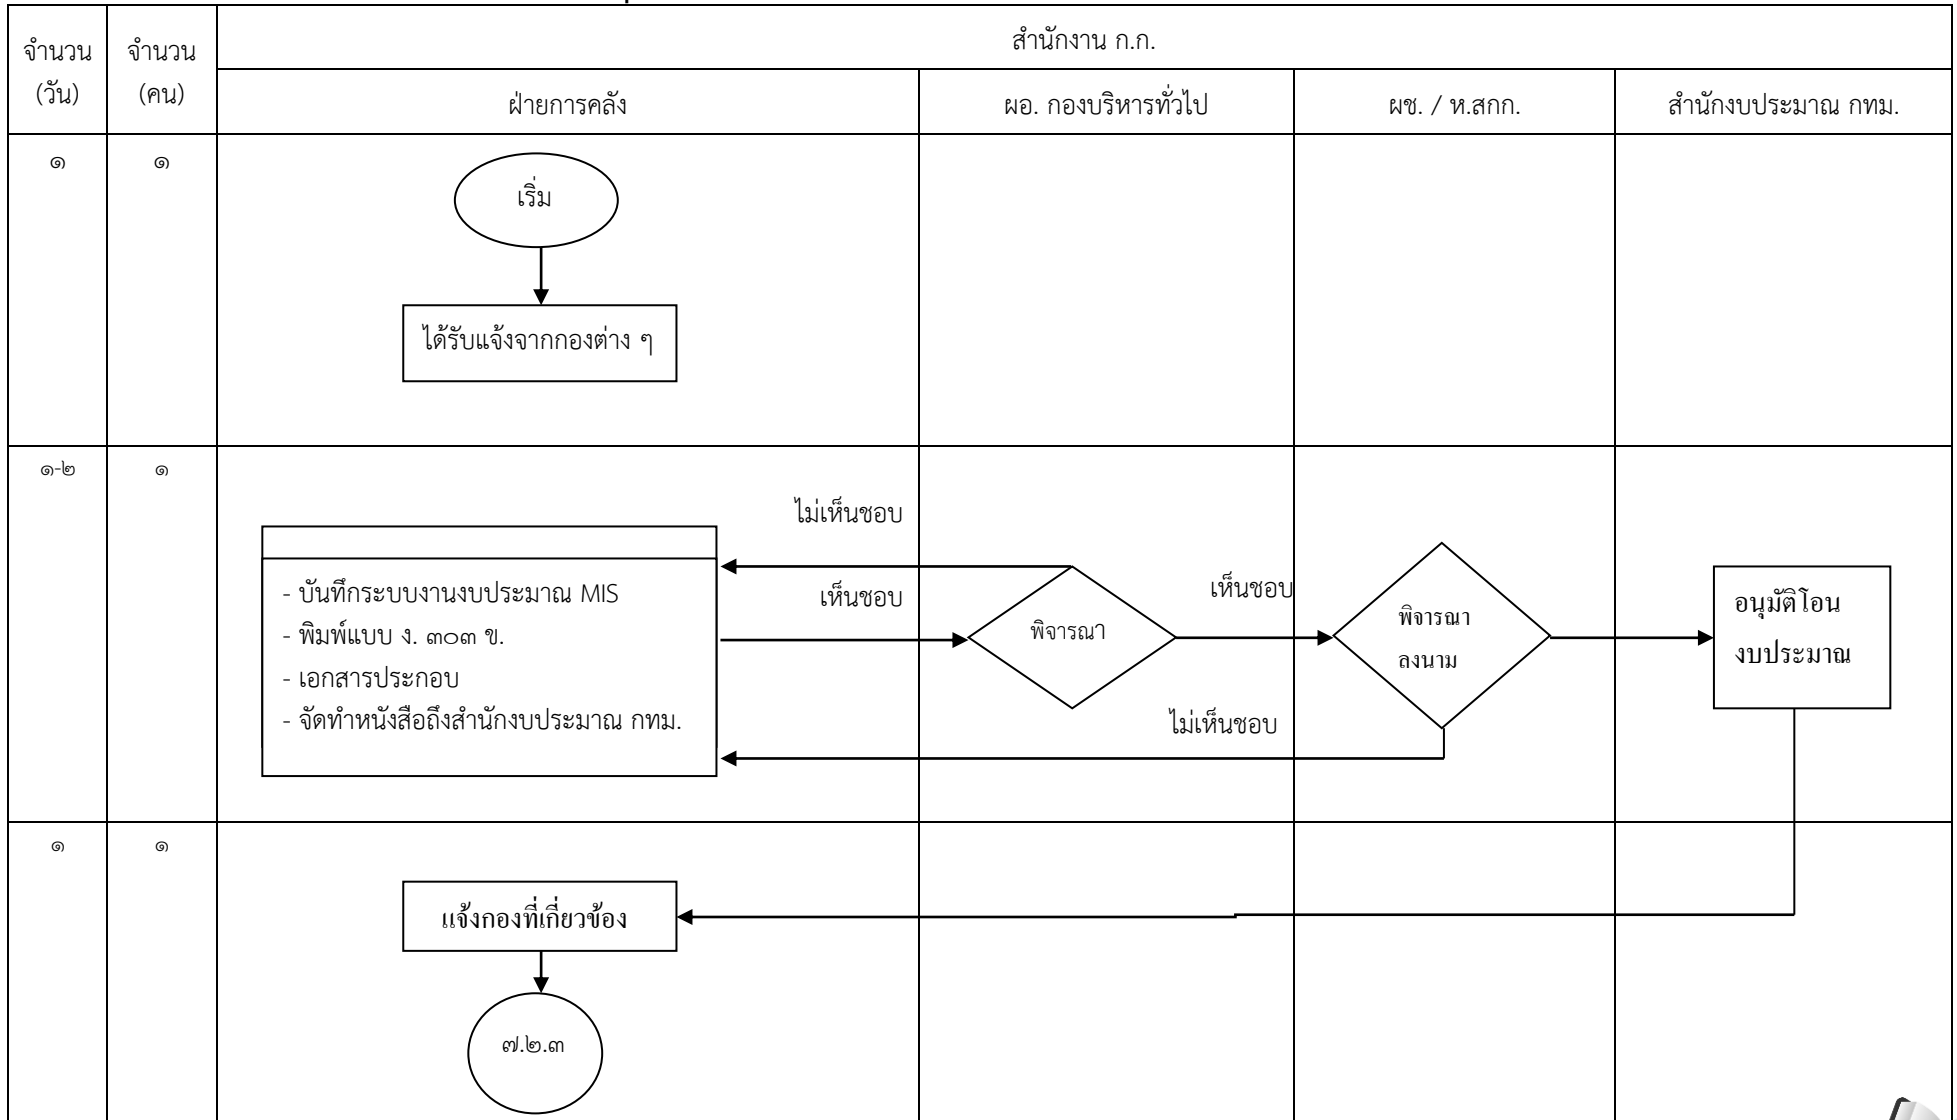 จำนวน
(วัน)
จำนวน
(คน)
สำนักงาน ก.ก.
ฝ่ายการคลัง
ผอ. กองบริหารทั่วไป
ผช. / ห.สกก.
สำนักงบประมาณ กทม.
๑
๑
เริ่ม
ได้รับแจ้งจากกองต่าง ๆ
๑-๒
๑
ไม่เห็นชอบ
เห็นชอบ
- บันทึกระบบงานงบประมาณ MIS
- พิมพ์แบบ ง. ๓๐๓ ข.
- เอกสารประกอบ
- จัดทำหนังสือถึงสำนักงบประมาณ กทม.
พิจารณา
เห็นชอบ
ไม่เห็นชอบ
พิจารณา
ลงนาม
อนุมัติโอน
งบประมาณ
๑
๑
แจ้งกองที่เกี่ยวข้อง
๗.๒.๓